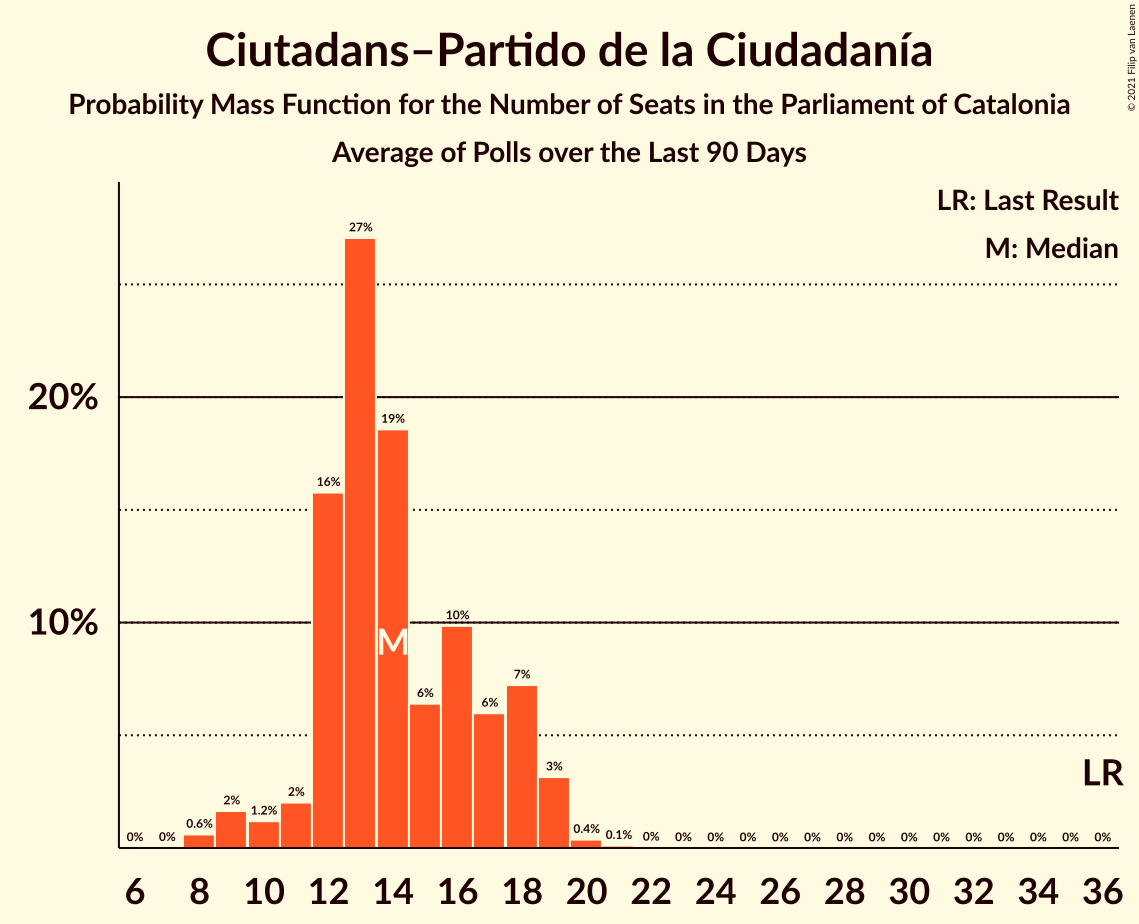 Ciutadans–Partido de la Ciudadanía
Probability Mass Function for the Number of Seats in the Parliament of Catalonia
Average of Polls over the Last 90 Days
© 2021 Filip van Laenen
LR: Last Result
M: Median
20%
10%
0% 0% 0.6% 2% 1.2% 2% 16% 27% 19% 6% 10% 6% 7% 3% 0.4% 0.1% 0% 0% 0% 0% 0% 0% 0% 0% 0% 0% 0% 0% 0% 0% 0%
M
LR
6 8 10 12 14 16 18 20 22 24 26 28 30 32 34 36